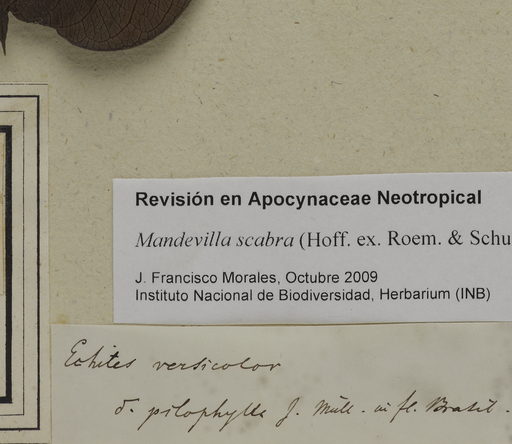 Revisión en Apocynaceae Neotropical
Mandevilla scabra (Hoff. ex. Roem. & Schu
J. Francisco Morales, Octubre 2009
Instituto Nacional de Biodiversidad, Herbarium (INB)
Echites versicolor
δ. pilophylla J. Müll. in fl. Brasil.